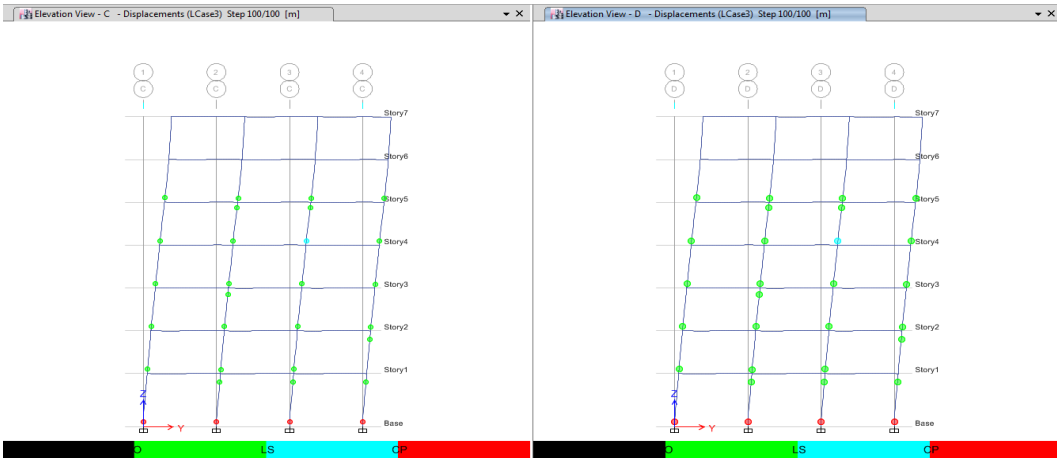 Elevation View - C - Displacements (LCase3) Step 100/100 [m]
1 2 3 4
C C C C
Story7
Story6
Story5
Story4
Story3
Story2
Story1
Z
Base
Y
IO LS CP
Elevation View - D - Displacements (LCase3) Step 100/100 [m]
1 2 3 4
D D D D
Story7
Story6
Story5
Story4
Story3
Story2
Story1
Z
Base
Y
IO LS CP